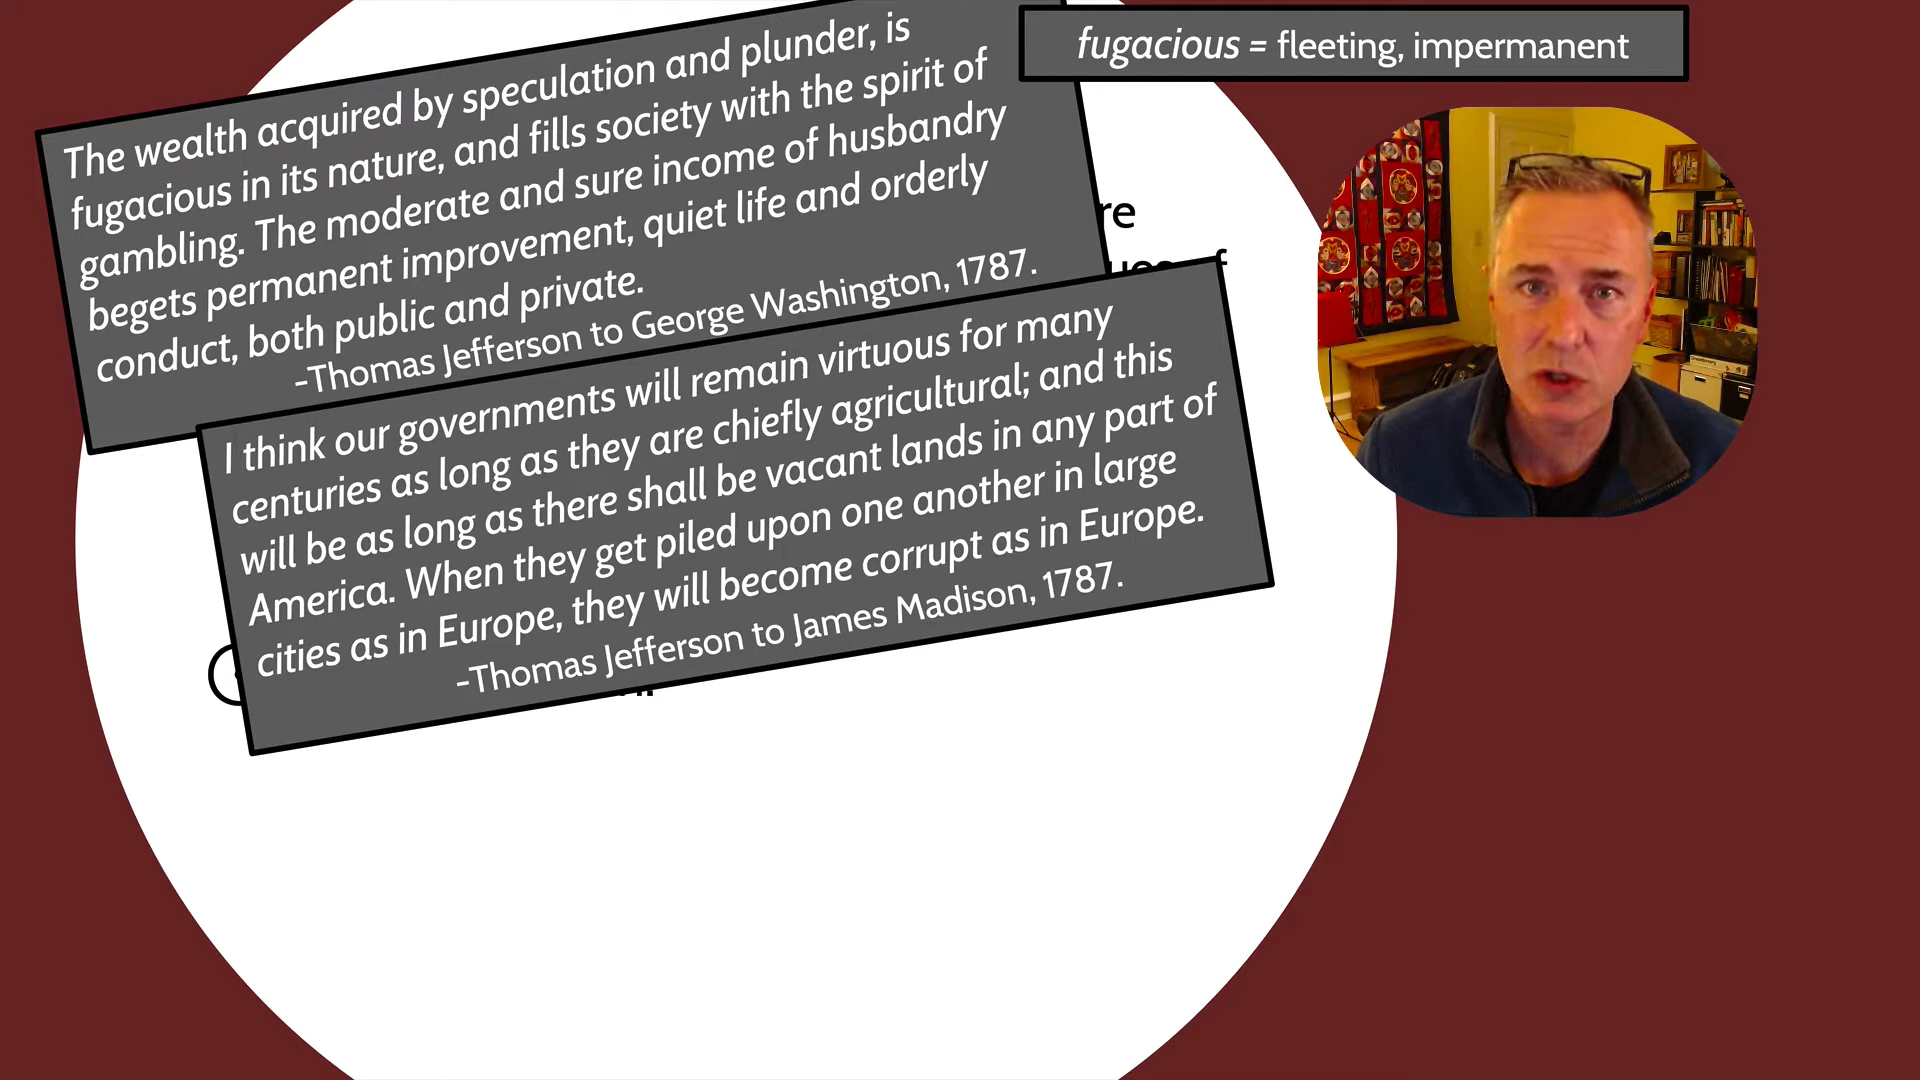 The wealth acquired by speculation and plunder, is
fugacious in its nature, and fills society with the spirit of
gambling. The moderate and sure income of husbandry
begets permanent improvement, quiet life and orderly
conduct, both public and private.
-Thomas Jefferson to George Washington, 1787.
fugacious = fleeting, impermanent
I think our governments will remain virtuous for many
centuries as long as they are chiefly agricultural; and this
will be as long as there shall be vacant lands in any part of
America. When they get piled upon one another in large
cities as in Europe, they will become corrupt as in Europe.
-Thomas Jefferson to James Madison, 1787.